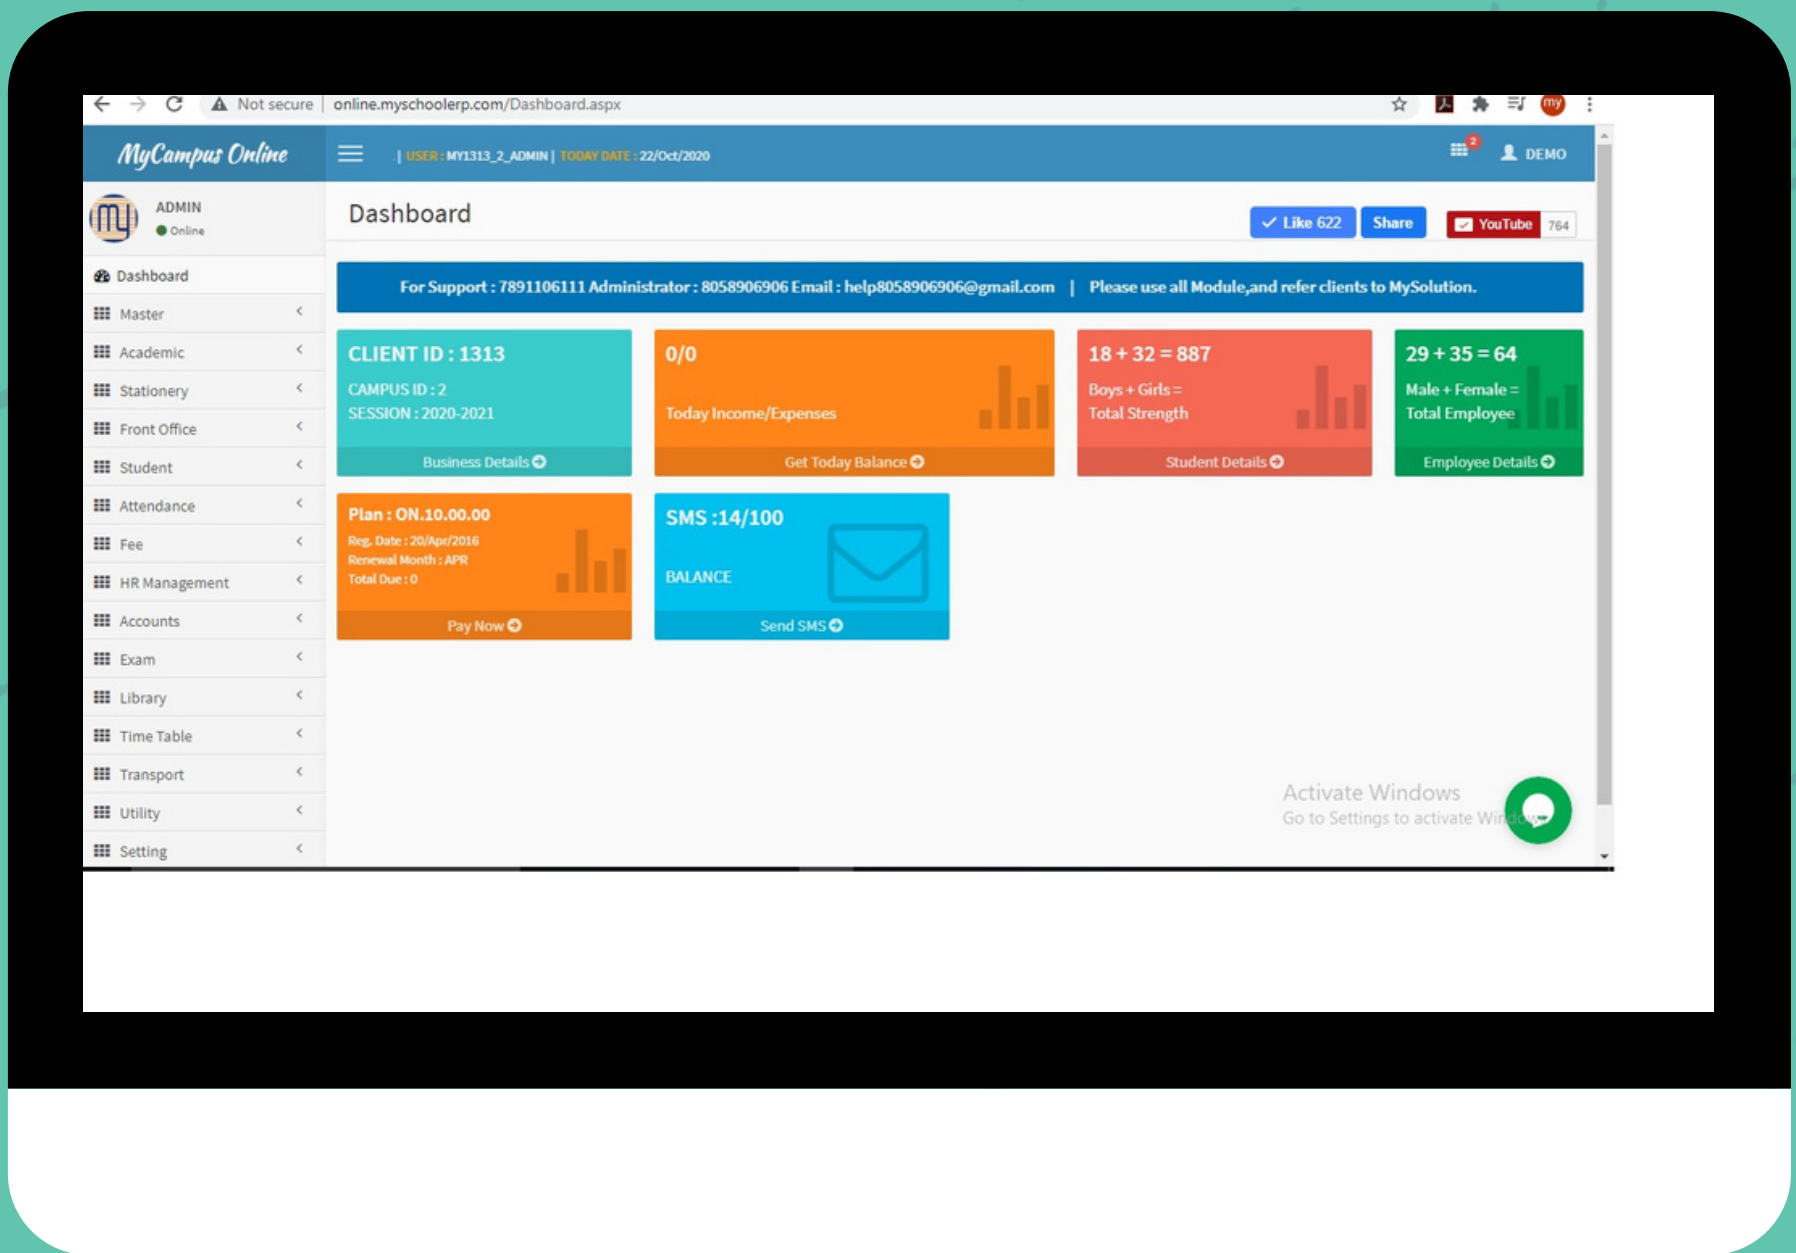 Not secure | online.myschoolerp.com/Dashboard.aspx
my
MyCampus Online
. | USER : MY1313_2_ADMIN | TODAY DATE : 22/Oct/2020
2
DEMO
my
ADMIN
Online
Dashboard
Like 622
Share
YouTube
764
Dashboard
Master
Academic
Stationery
Front Office
Student
Attendance
Fee
HR Management
Accounts
Exam
Library
Time Table
Transport
Utility
Setting
For Support : 7891106111 Administrator : 8058906906 Email : help8058906906@gmail.com | Please use all Module,and refer clients to MySolution.
CLIENT ID : 1313
CAMPUS ID : 2
SESSION : 2020-2021
Business Details
0/0
Today Income/Expenses
Get Today Balance
18 + 32 = 887
Boys + Girls =
Total Strength
Student Details
29 + 35 = 64
Male + Female =
Total Employee
Employee Details
Plan : ON.10.00.00
Reg. Date : 20/Apr/2016
Renewal Month : APR
Total Due : 0
Pay Now
SMS :14/100
BALANCE
Send SMS
Activate Windows
Go to Settings to activate Windows.